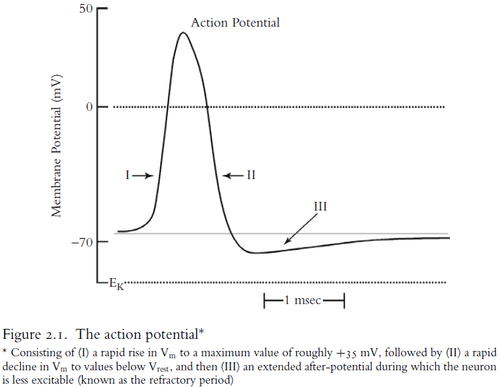 50
Action Potential
Membrane Potential (mV)
0
I
II
III
−70
EK
1 msec
Figure 2.1. The action potential*
* Consisting of (I) a rapid rise in Vm to a maximum value of roughly +35 mV, followed by (II) a rapid
decline in Vm to values below Vrest, and then (III) an extended after-potential during which the neuron
is less excitable (known as the refractory period)